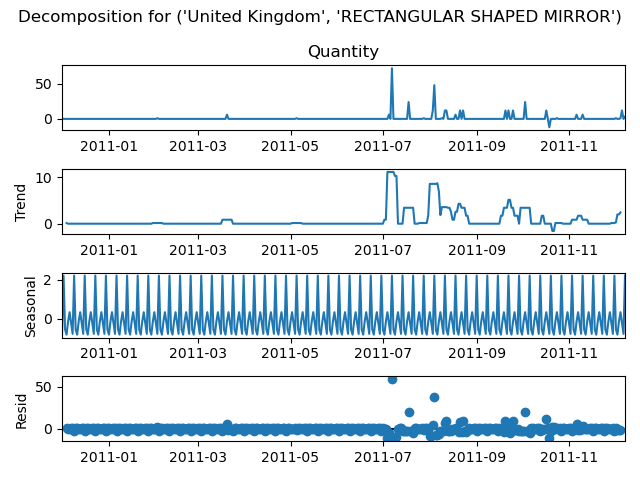 Decomposition for ('United Kingdom', 'RECTANGULAR SHAPED MIRROR')
Quantity
50
0
2011-01 2011-03 2011-05 2011-07 2011-09 2011-11
Trend
10
0
2011-01 2011-03 2011-05 2011-07 2011-09 2011-11
Seasonal
2
0
2011-01 2011-03 2011-05 2011-07 2011-09 2011-11
Resid
50
0
2011-01 2011-03 2011-05 2011-07 2011-09 2011-11